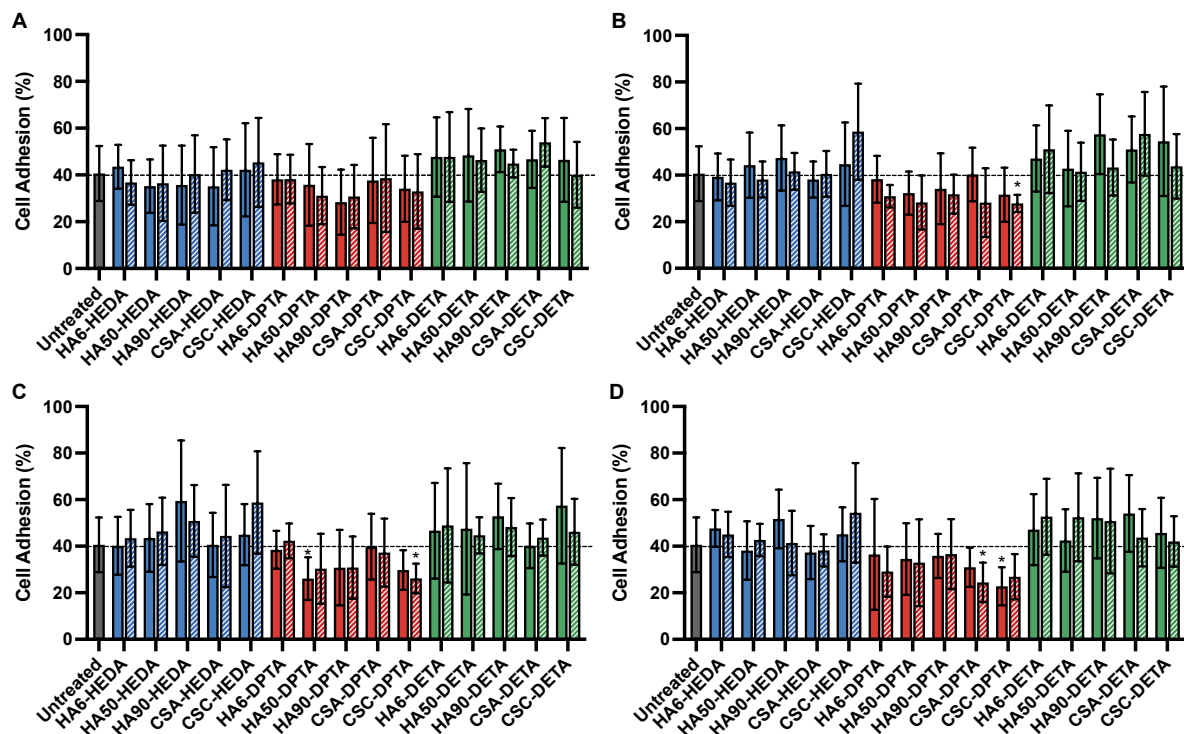 A
Cell Adhesion (%)
100
80
60
40
20
0
Untreated
HA6-HEDA
HA50-HEDA
HA90-HEDA
CSA-HEDA
CSC-HEDA
HA6-DPTA
HA50-DPTA
HA90-DPTA
CSA-DPTA
CSC-DPTA
HA6-DETA
HA50-DETA
HA90-DETA
CSA-DETA
CSC-DETA
B
Cell Adhesion (%)
100
80
60
40
20
0
*
Untreated
HA6-HEDA
HA50-HEDA
HA90-HEDA
CSA-HEDA
CSC-HEDA
HA6-DPTA
HA50-DPTA
HA90-DPTA
CSA-DPTA
CSC-DPTA
HA6-DETA
HA50-DETA
HA90-DETA
CSA-DETA
CSC-DETA
C
Cell Adhesion (%)
100
80
60
40
20
0
*
*
Untreated
HA6-HEDA
HA50-HEDA
HA90-HEDA
CSA-HEDA
CSC-HEDA
HA6-DPTA
HA50-DPTA
HA90-DPTA
CSA-DPTA
CSC-DPTA
HA6-DETA
HA50-DETA
HA90-DETA
CSA-DETA
CSC-DETA
D
Cell Adhesion (%)
100
80
60
40
20
0
*
*
Untreated
HA6-HEDA
HA50-HEDA
HA90-HEDA
CSA-HEDA
CSC-HEDA
HA6-DPTA
HA50-DPTA
HA90-DPTA
CSA-DPTA
CSC-DPTA
HA6-DETA
HA50-DETA
HA90-DETA
CSA-DETA
CSC-DETA